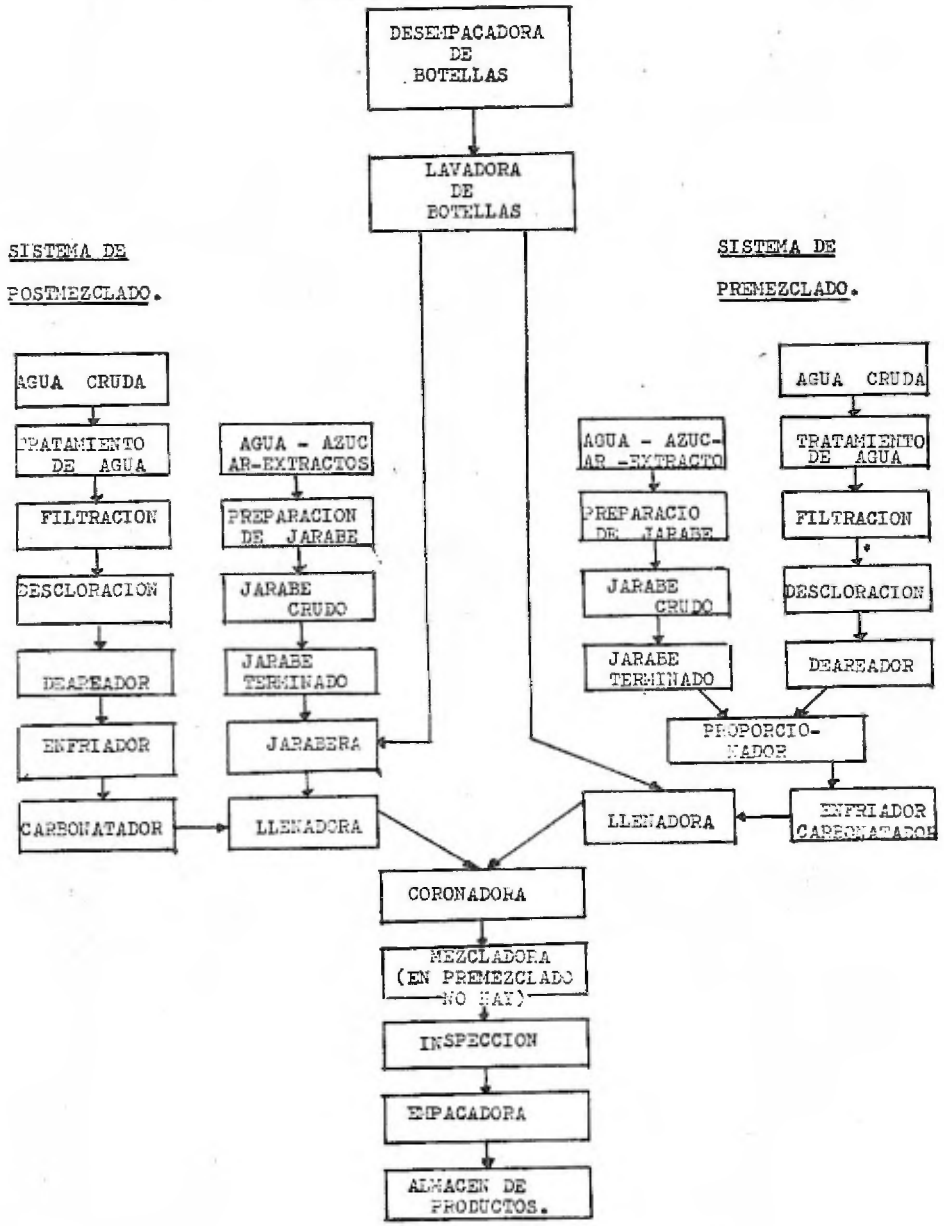 DESEMPACADORA
DE
BOTELLAS
LAVADORA
DE
BOTELLAS
SISTEMA DE
POSTMEZCLADO.
AGUA CRUDA
TRATAMIENTO
DE AGUA
FILTRACION
DESCLORACION
DEAREADOR
ENFRIADOR
CARBONATADOR
AGUA - AZUC
AR-EXTRACTOS
PREPARACION
DE JARABE
JARABE
CRUDO
JARABE
TERMINADO
JARABERA
LLENADORA
SISTEMA DE
PREMEZCLADO.
AGUA - AZUC-
AR -EXTRACTO
PREPARACIO
DE JARABE
JARABE
CRUDO
JARABE
TERMINADO
AGUA CRUDA
TRATAMIENTO
DE AGUA
FILTRACION
DESCLORACION
DEAREADOR
PROPORCIO-
NADOR
ENFRIADOR
CARBONATADOR
LLENADORA
CORONADORA
MEZCLADORA
(EN PREMEZCLADO
NO HAY)
INSPECCION
EMPACADORA
ALMACEN DE
PRODUCTOS.